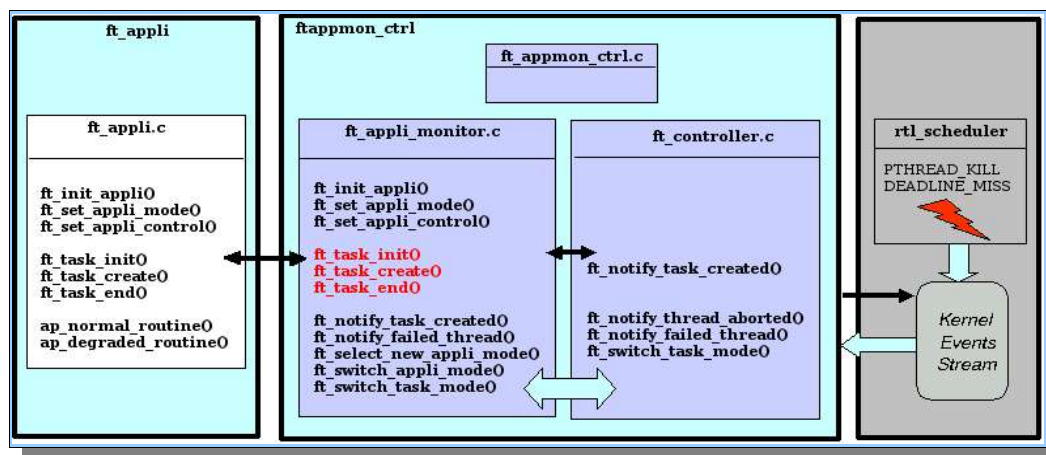 ft_appli
ft_appli.c
ft_init_appli()
ft_set_appli_mode()
ft_set_appli_control()
ft_task_init()
ft_task_create()
ft_task_end()
ap_normal_routine()
ap_degraded_routine()
ftappmon_ctrl
ft_appmon_ctrl.c
ft_appli_monitor.c
ft_init_appli()
ft_set_appli_mode()
ft_set_appli_control()
ft_task_init()
ft_task_create()
ft_task_end()
ft_notify_task_created()
ft_notify_failed_thread()
ft_select_new_appli_mode()
ft_switch_appli_mode()
ft_switch_task_mode()
ft_controller.c
ft_notify_task_created()
ft_notify_thread_aborted()
ft_notify_failed_thread()
ft_switch_task_mode()
rtl_scheduler
PTHREAD_KILL
DEADLINE_MISS
Kernel
Events
Stream